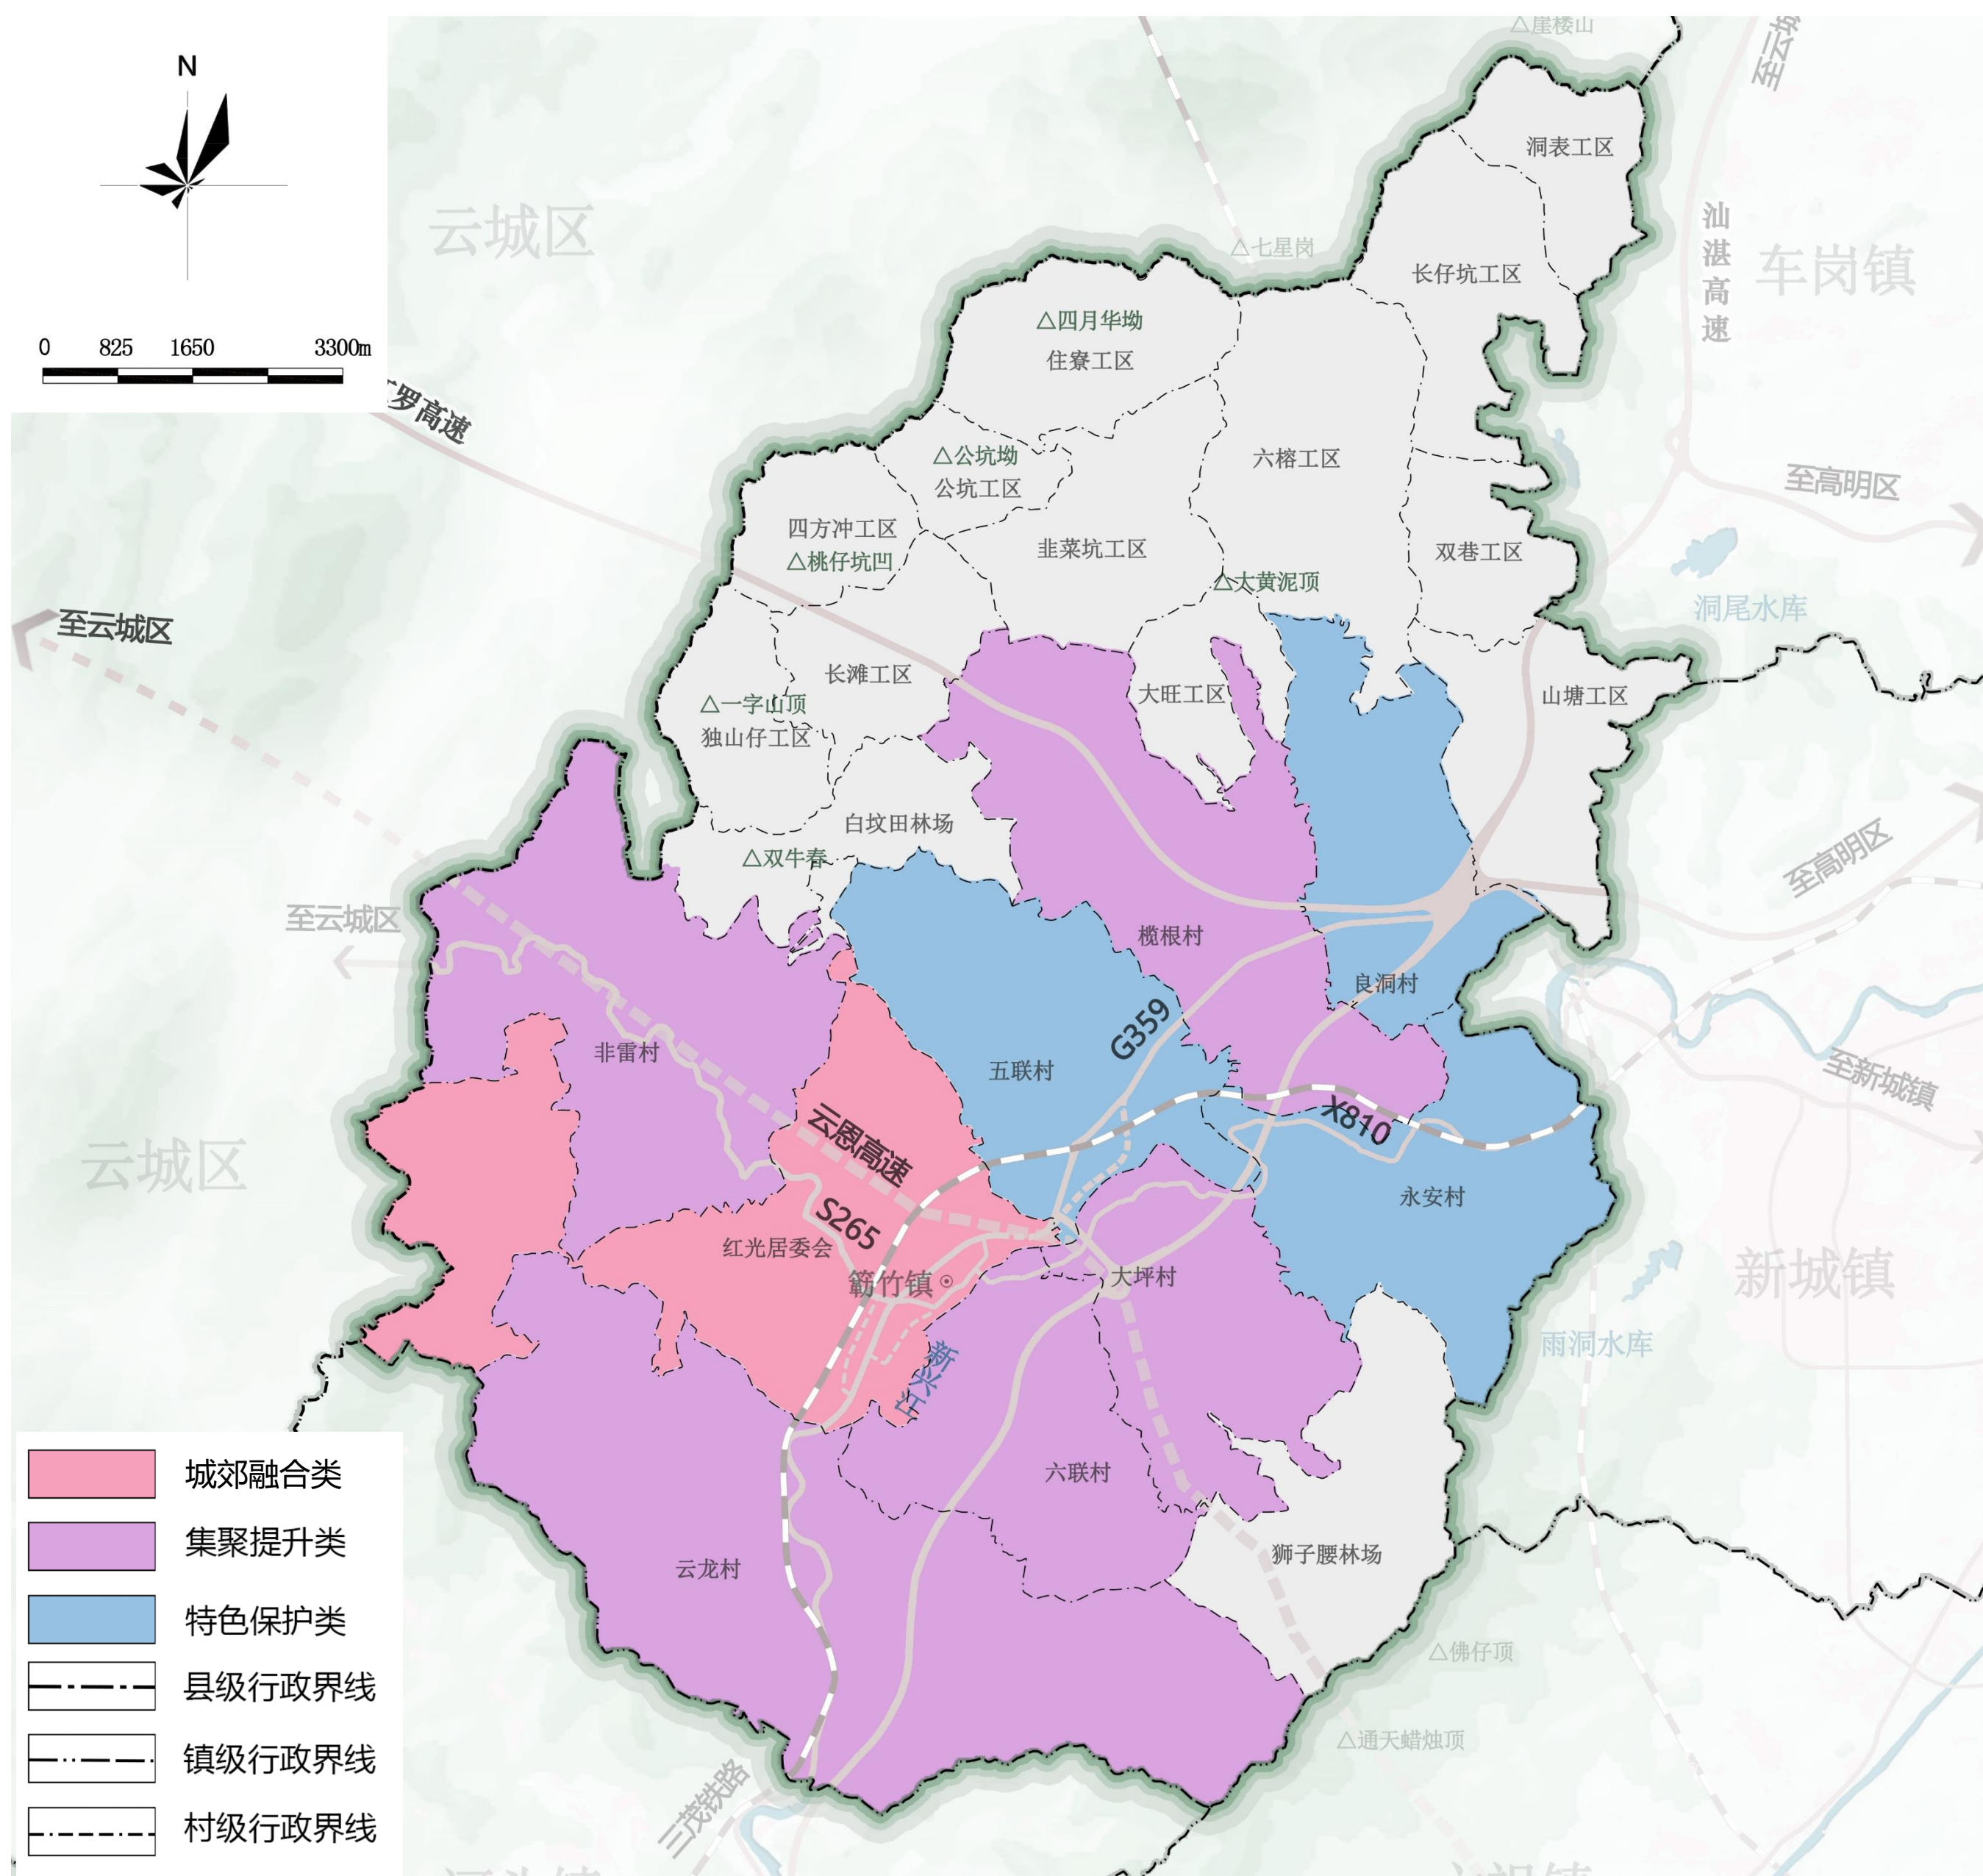 N
0 825 1650 3300m
△崖楼山
至云城
洞表工区
汕湛高速
云城区
车岗镇
△七星岗
长仔坑工区
△四月华坳
住寮工区
罗高速
△公坑坳
公坑工区
六榕工区
至高明区
四方冲工区
△桃仔坑凹
韭菜坑工区
双巷工区
△大黄泥顶
洞尾水库
至云城区
长滩工区
大旺工区
山塘工区
△一字山顶
独山仔工区
白坟田林场
△双牛春
至高明区
至云城区
榄根村
良洞村
G359
非雷村
五联村
至新城镇
X810
云恩高速
云城区
永安村
S265
红光居委会
簕竹镇
大坪村
新城镇
新兴江
雨洞水库
六联村
狮子腰林场
云龙村
△佛仔顶
△通天蜡烛顶
三茂铁路
城郊融合类
集聚提升类
特色保护类
县级行政界线
镇级行政界线
村级行政界线